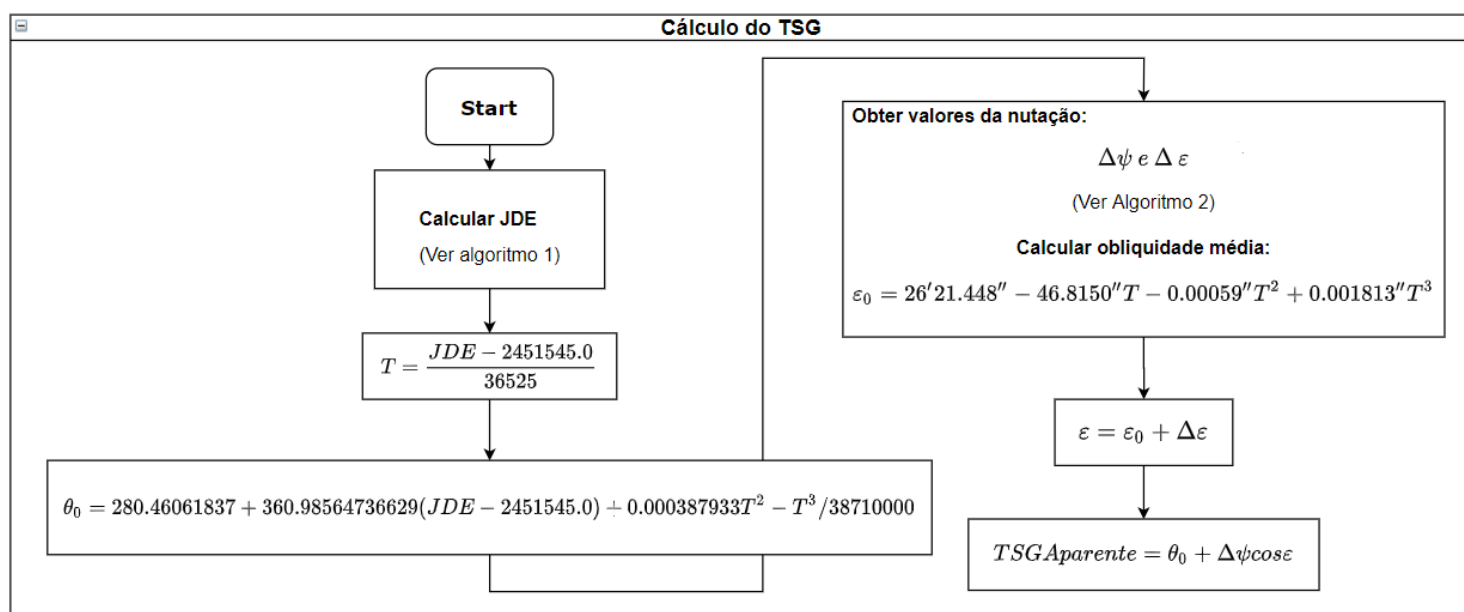 Cálculo do TSG
Start
Calcular JDE
(Ver algoritmo 1)
T = \frac{JDE - 2451545.0}{36525}
θ₀ = 280.46061837 + 360.98564736629(JDE − 2451545.0) + 0.000387933T² − T³/38710000
Obter valores da nutação:
Δψ e Δ ε
(Ver Algoritmo 2)
Calcular obliquidade média:
ε₀ = 26′21.448″ − 46.8150″T − 0.00059″T² + 0.001813″T³
ε = ε₀ + Δε
TSGAparente = θ₀ + Δψcosε